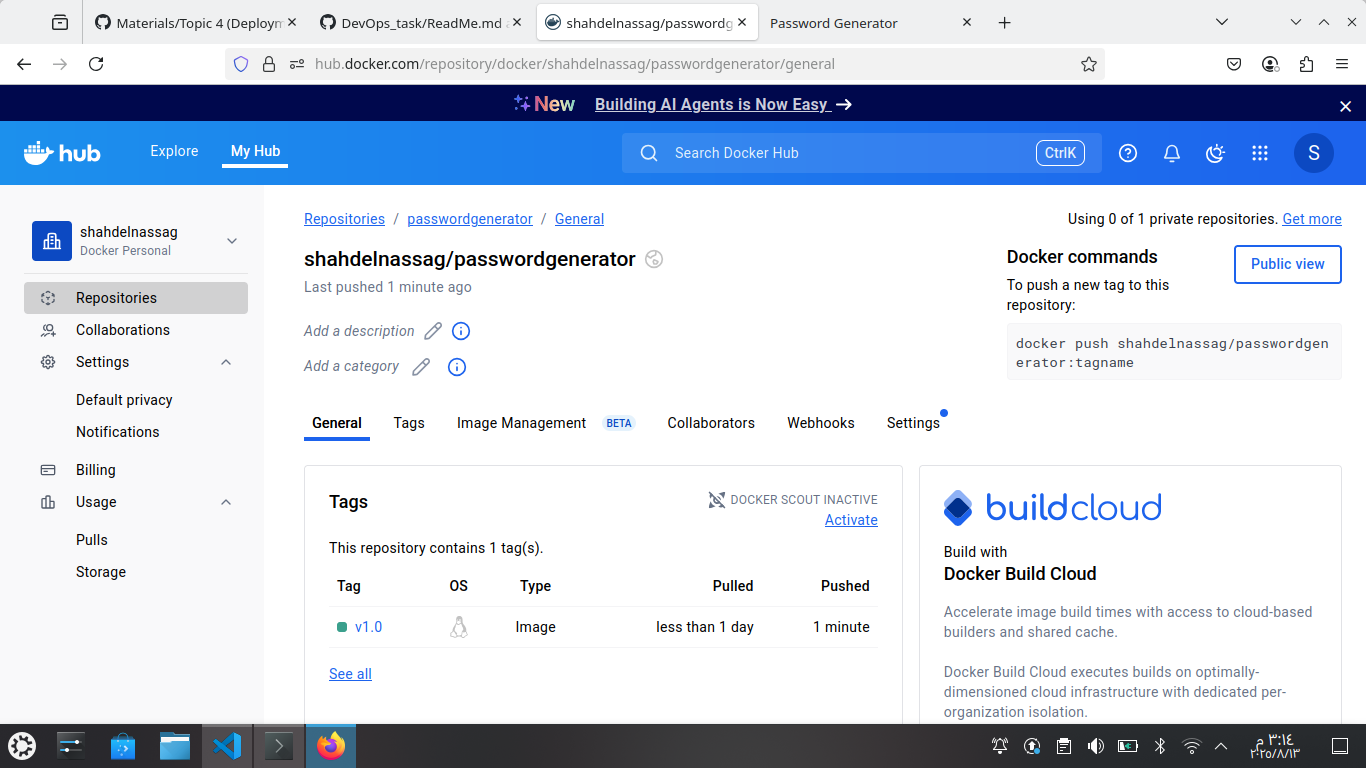 Materials/Topic 4 (Deploym
DevOps_task/ReadMe.md a
shahdelnassag/passwordg
Password Generator
hub.docker.com/repository/docker/shahdelnassag/passwordgenerator/general
New Building AI Agents is Now Easy →
hub
Explore
My Hub
Search Docker Hub
CtrlK
S
shahdelnassag
Docker Personal
Repositories
Collaborations
Settings
Default privacy
Notifications
Billing
Usage
Pulls
Storage
Repositories / passwordgenerator / General
Using 0 of 1 private repositories. Get more
shahdelnassag/passwordgenerator
Last pushed 1 minute ago
Add a description
Add a category
Docker commands
Public view
To push a new tag to this
repository:
docker push shahdelnassag/passwordgen
erator:tagname
General
Tags
Image Management BETA
Collaborators
Webhooks
Settings
Tags
DOCKER SCOUT INACTIVE
Activate
This repository contains 1 tag(s).
Tag OS Type Pulled Pushed
v1.0 Image less than 1 day 1 minute
See all
buildcloud
Build with
Docker Build Cloud
Accelerate image build times with access to cloud-based
builders and shared cache.
Docker Build Cloud executes builds on optimally-
dimensioned cloud infrastructure with dedicated per-
organization isolation.
٣:١٤ م
٢٠٢٥/٨/١٣